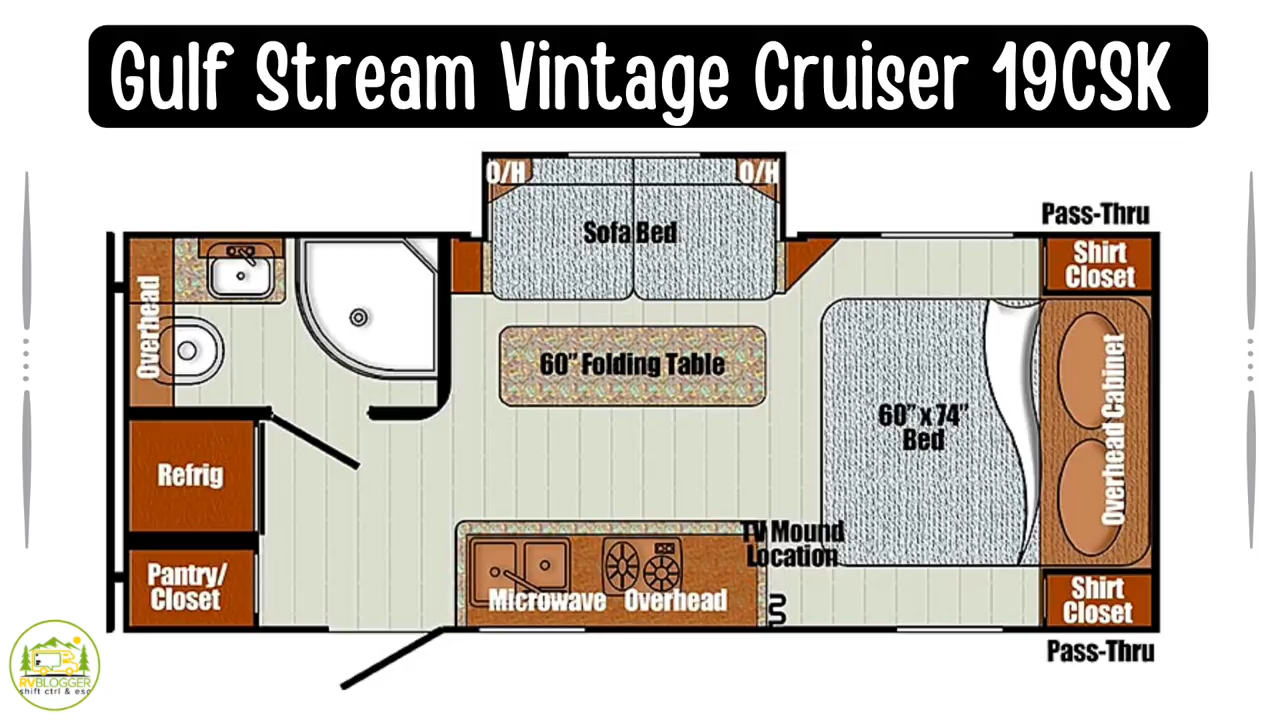 Gulf Stream Vintage Cruiser 19CSK
O/H
O/H
Sofa Bed
Pass-Thru
Shirt
Closet
Overhead
60" Folding Table
60" x 74"
Bed
Overhead Cabinet
Refrig
TV Mound
Location
Pantry/
Closet
Microwave Overhead
Shirt
Closet
Pass-Thru
RVBLOGGER
shift ctrl & esc